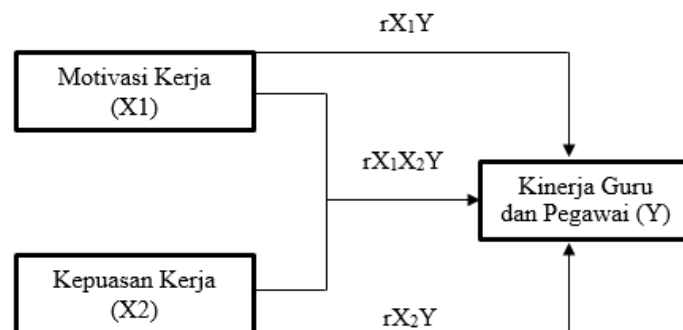 rX₁Y
Motivasi Kerja
(X1)
rX₁X₂Y
Kinerja Guru
dan Pegawai (Y)
Kepuasan Kerja
(X2)
rX₂Y